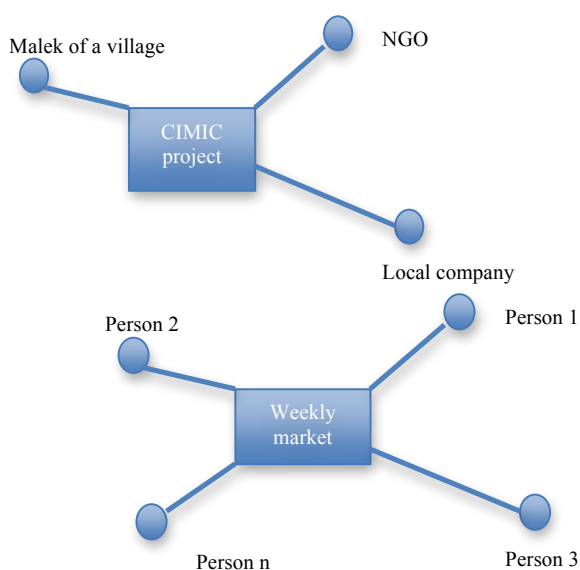 Malek of a village
NGO
CIMIC
project
Local company
Person 1
Person 2
Weekly
market
Person n
Person 3